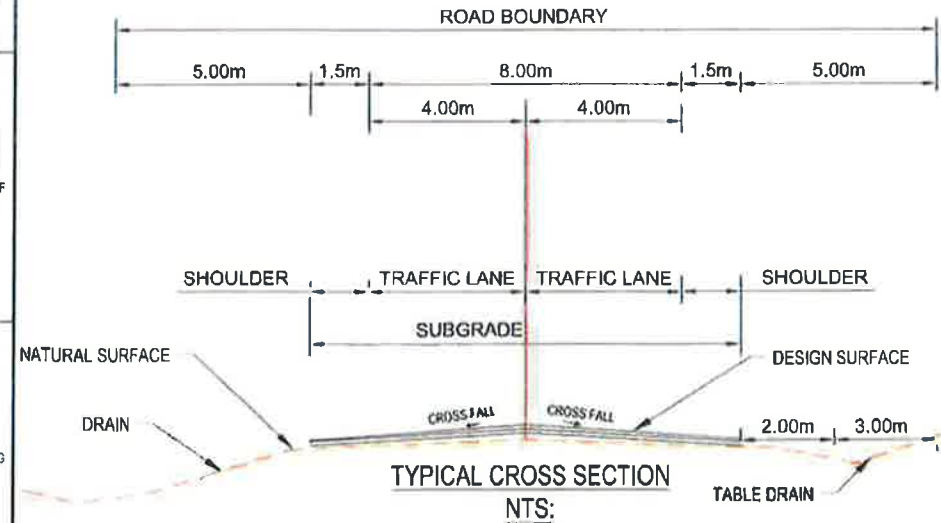 ROAD BOUNDARY
5.00m 1.5m 8.00m 1.5m 5.00m
4.00m 4.00m
F
SHOULDER TRAFFIC LANE TRAFFIC LANE SHOULDER
SUBGRADE
NATURAL SURFACE DESIGN SURFACE
CROSS FALL CROSS FALL
DRAIN 2.00m 3.00m
G
TYPICAL CROSS SECTION
TABLE DRAIN
NTS: